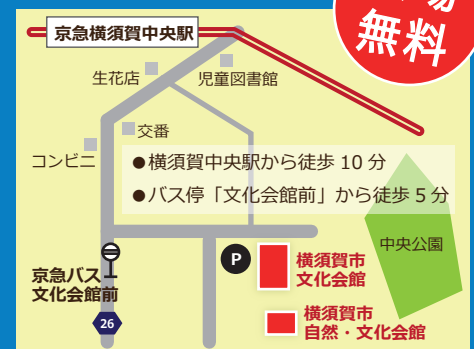 無料
京急横須賀中央駅
生花店
児童図書館
交番
コンビニ
●横須賀中央駅から徒歩 10 分
●バス停「文化会館前」から徒歩 5 分
中央公園
P
横須賀市
文化会館
京急バス
文化会館前
26
横須賀市
自然・文化会館